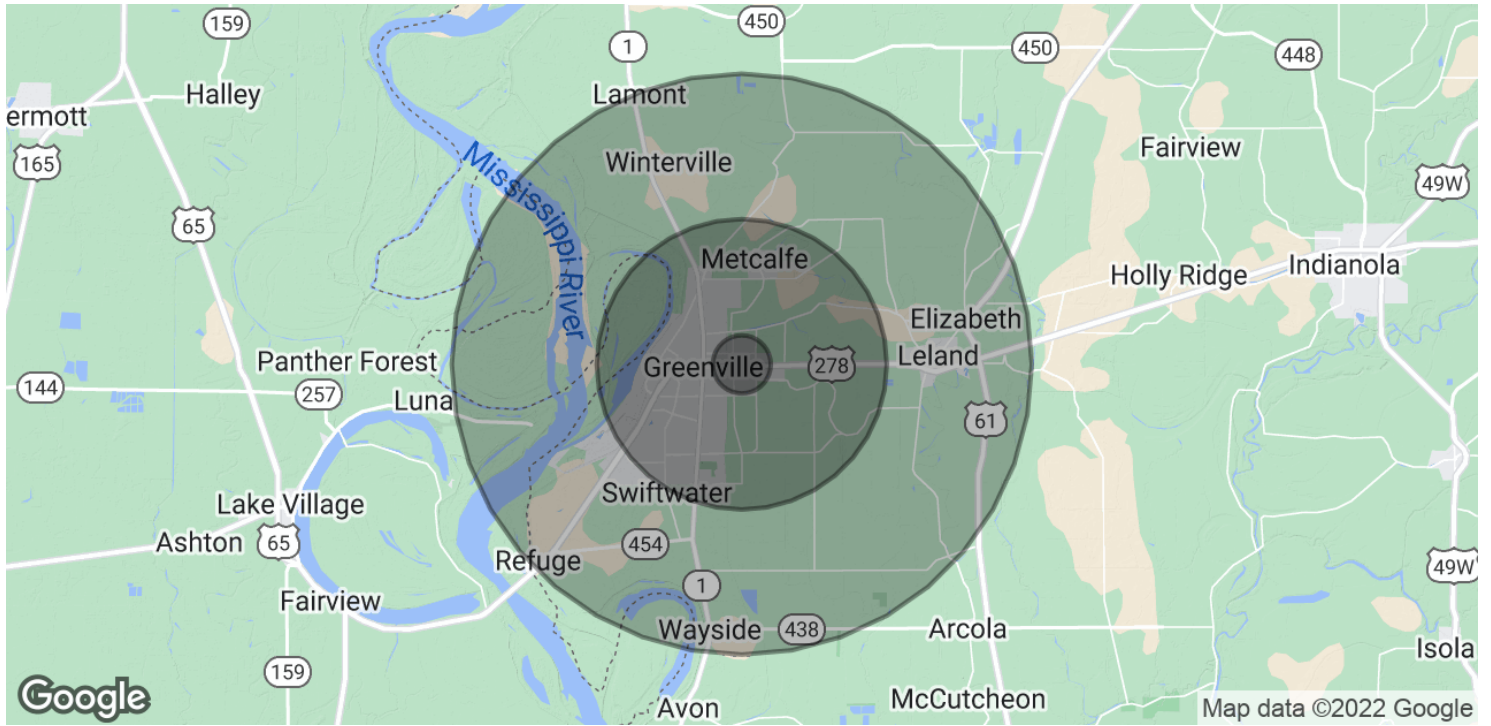 159
450
1
450
448
Halley
Lamont
ermott
165
Fairview
Winterville
49W
Mississippi River
65
Metcalfe
Holly Ridge
Indianola
Elizabeth
Panther Forest
Greenville
278
Leland
144
257
Luna
61
Swiftwater
Lake Village
Ashton
65
454
Refuge
49W
1
Fairview
Wayside
438
Arcola
Isola
159
Google
Avon
McCutcheon
Map data ©2022 Google